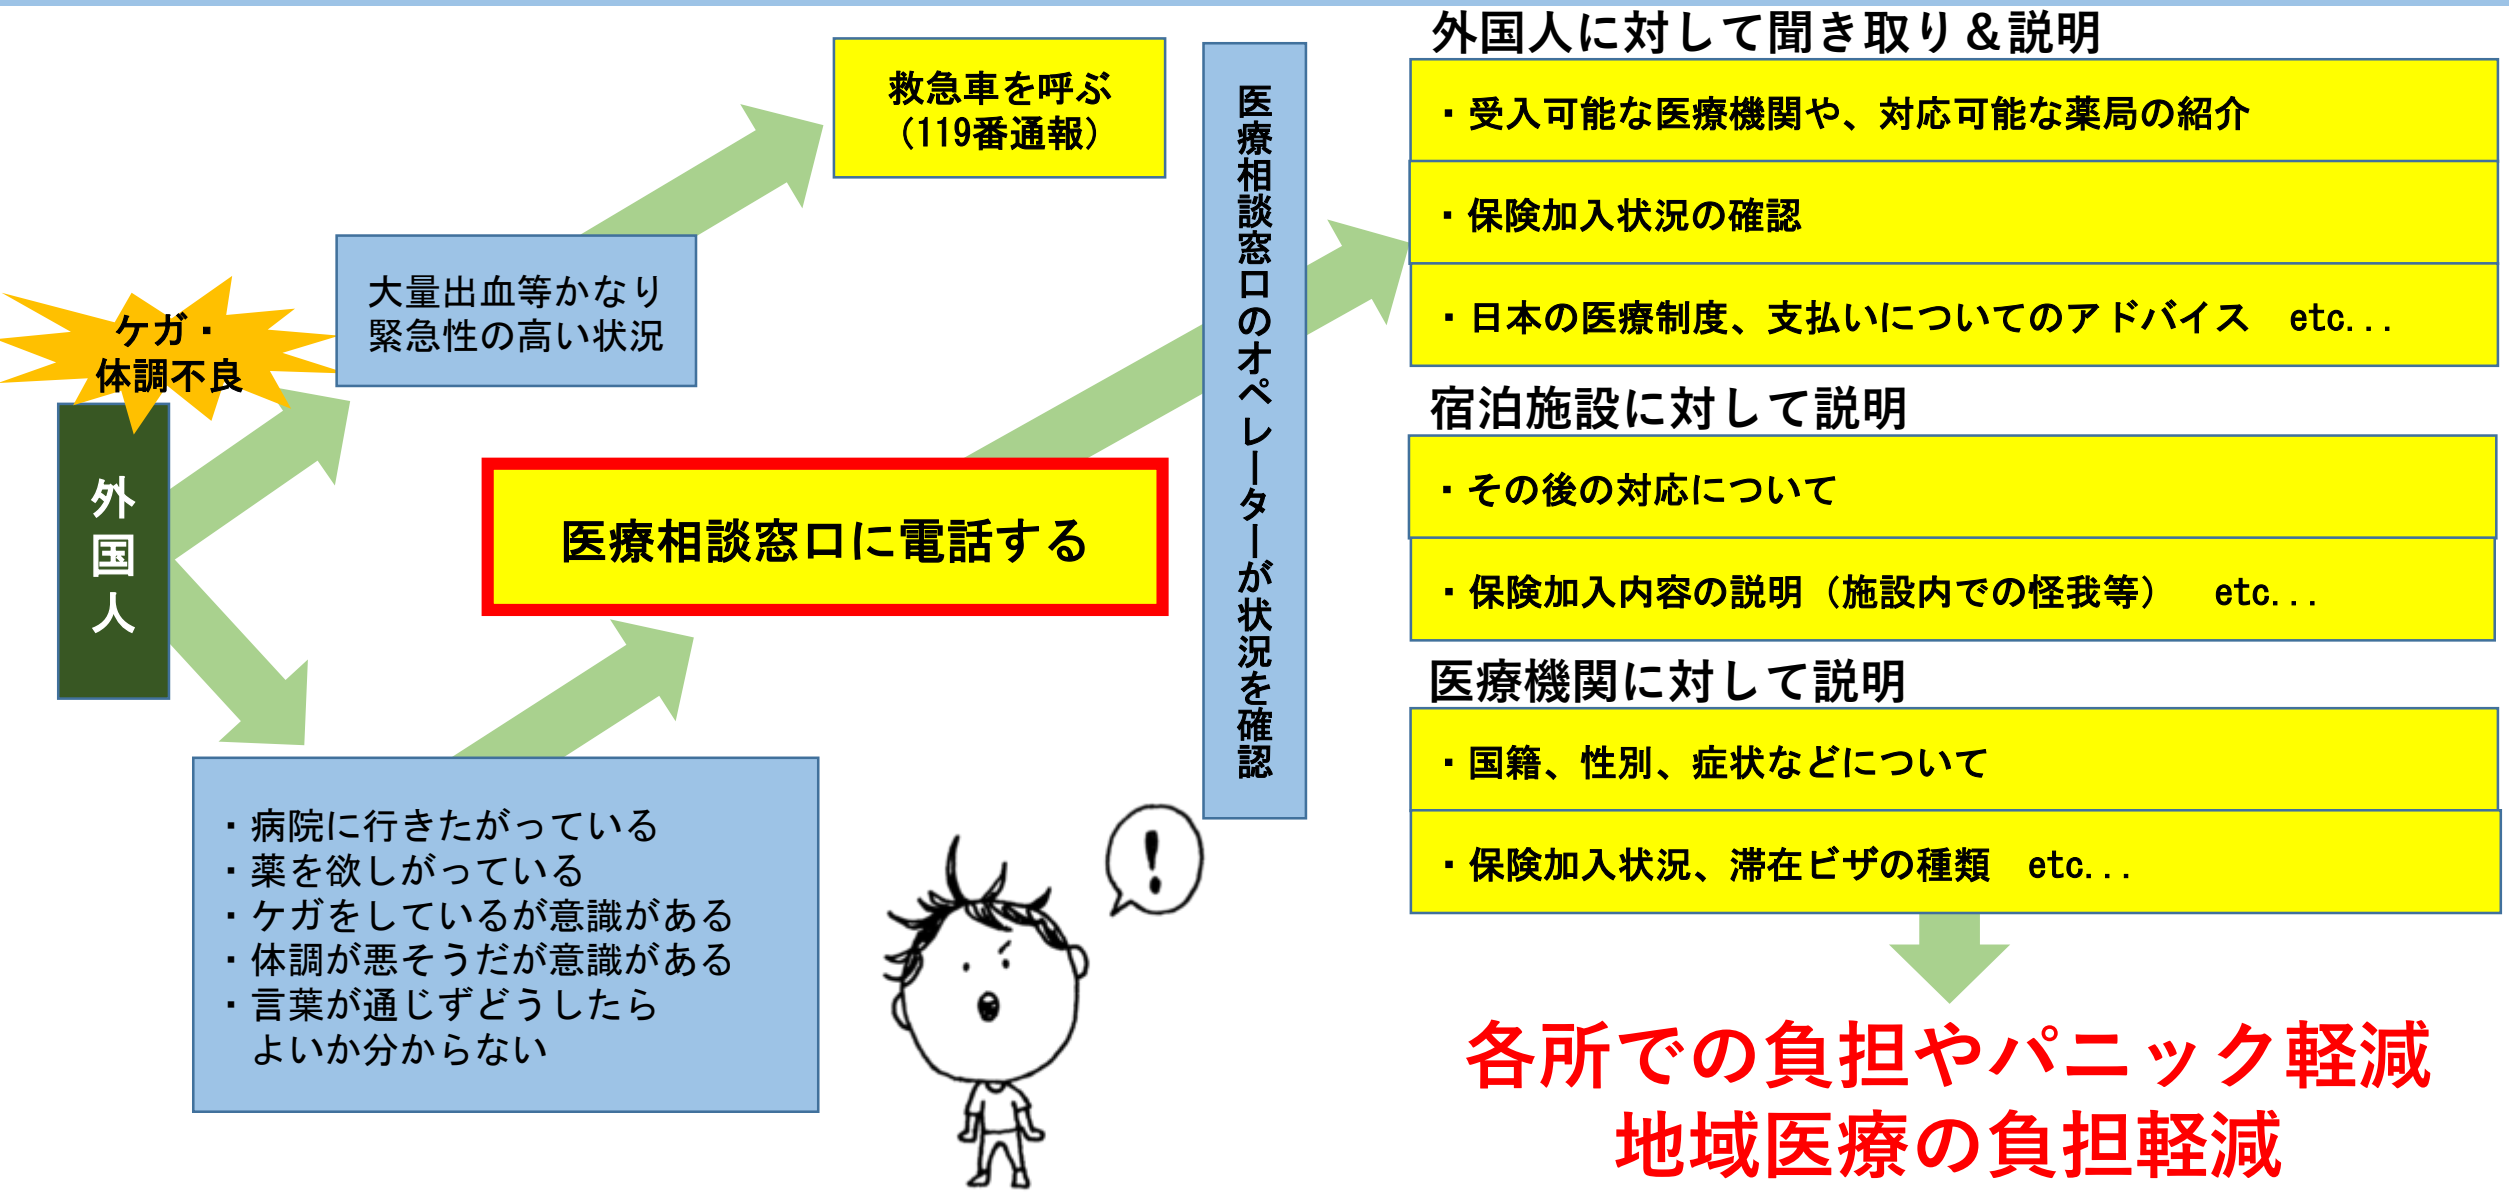 ケガ・
体調不良
外国人
大量出血等かなり
緊急性の高い状況
救急車を呼ぶ
(119番通報)
・病院に行きたがっている
・薬を欲しがっている
・ケガをしているが意識がある
・体調が悪そうだが意識がある
・言葉が通じずどうしたら
よいか分からない
医療相談窓口に電話する
!
医療相談窓口のオペレーターが状況を確認
外国人に対して聞き取り&説明
・受入可能な医療機関や、対応可能な薬局の紹介
・保険加入状況の確認
・日本の医療制度、支払いについてのアドバイス etc...
宿泊施設に対して説明
・その後の対応について
・保険加入内容の説明（施設内での怪我等） etc...
医療機関に対して説明
・国籍、性別、症状などについて
・保険加入状況、滞在ビザの種類 etc...
各所での負担やパニック軽減
地域医療の負担軽減